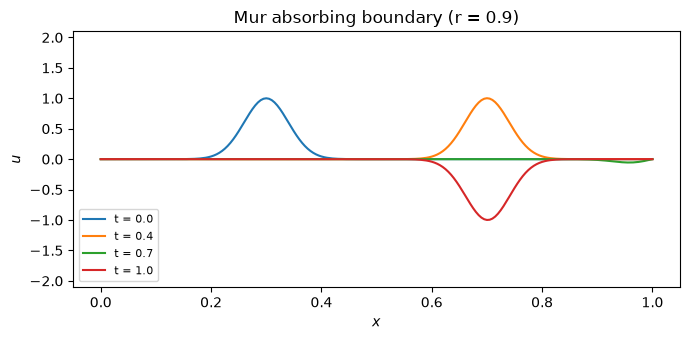 Mur absorbing boundary (r = 0.9)
2.0
1.5
1.0
0.5
0.0
−0.5
−1.0
−1.5
−2.0
u
t = 0.0
t = 0.4
t = 0.7
t = 1.0
0.0 0.2 0.4 0.6 0.8 1.0
x